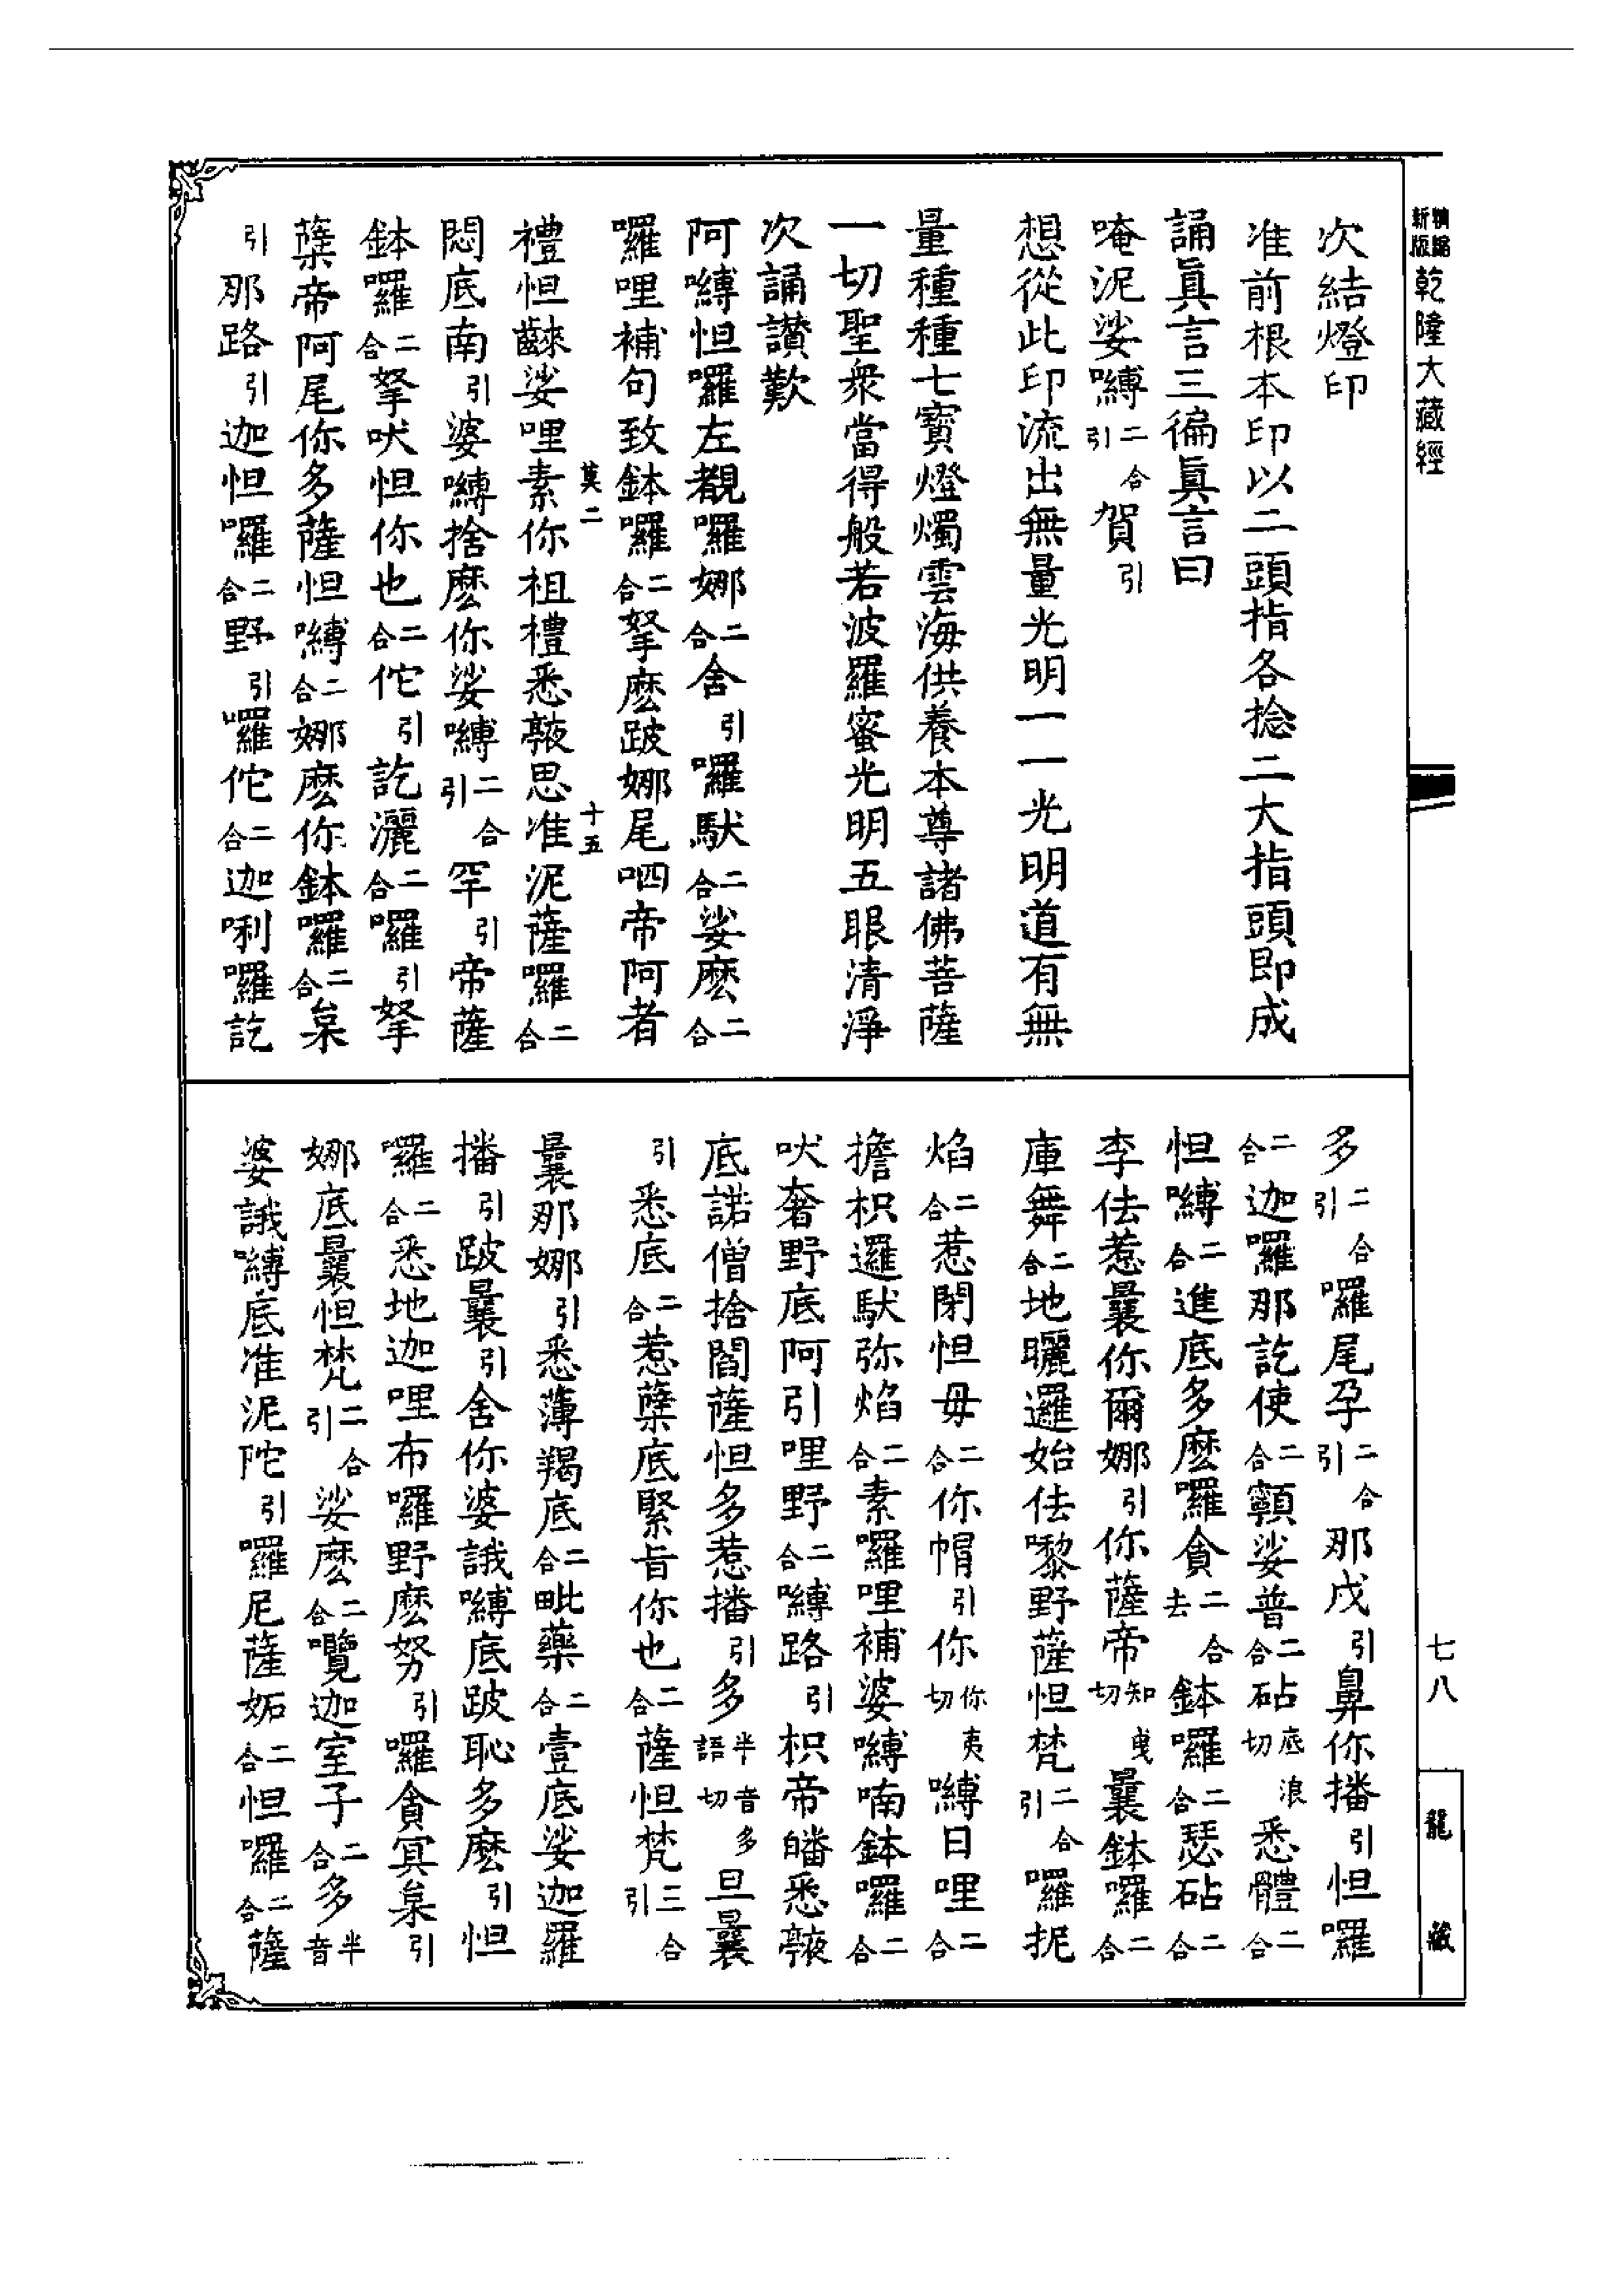 新編
新版
乾隆大藏經
次結燈印
准前根本印以二頭指各捻二大指頭即成
誦眞言三徧眞言曰
唵泥娑嚩二合引賀引
想從此印流出無量光明一一光明道有無
量種種七寶燈燭雲海供養本尊諸佛菩薩
一切聖衆當得般若波羅蜜光明五眼清淨
次誦讃歎
阿嚩怛囉左覩囉娜二合舍引囉馱二合娑麽二合
囉哩補句致鉢囉二合拏麽跛娜尾呬帝阿者
莫二
十五
禮怛齼娑哩素你祖禮悉㪍思准泥薩囉二合
悶底南引婆嚩捨麽你娑嚩二合引罕引帝薩
鉢囉二合拏吠怛你也二合佗引訖灑二合囉引拏
蘖帝阿尾你多薩怛嚩二合娜麽你鉢囉二合枲
引那路引迦怛囉二合野引囉佗二合迦唎囉訖
多二合引囉尾孕二合引那戍引鼻你播引怛囉
二合迦囉那訖使二合顐娑普二合砧底浪切悉體二合
怛嚩二合進底多麽囉貪二合去鉢囉二合瑟砧二合
李佉惹曩你爾娜引你薩帝知曳切曩鉢囉二合
庫舞二合地曬邏始佉嚟野薩怛梵二合引囉抳
焰二合惹閉怛毋二合你帽引你你夷切嚩日哩二合
擔枳邏馱弥焰二合素囉哩補婆嚩喃鉢囉二合
吠奢野底阿引哩野二合嚩路引枳帝皤悉㪍
底諾僧捨閻薩怛多惹播引多半音多語切旦曩
引悉底二合惹蘖底緊旨你也二合薩怛梵三合引
曩那娜引悉薄羯底二合毗藥二合壹底娑迦羅
播引跛曩引舍你婆誐嚩底跛恥多麽引怛
囉二合悉地迦哩布囉野麽努引囉貪寘枲引
娜底曩怛梵二合引娑麽二合囕迦室子二合多半音
婆誐嚩底准泥陀引囉尼薩妬二合怛囉二合薩
七八
龍藏